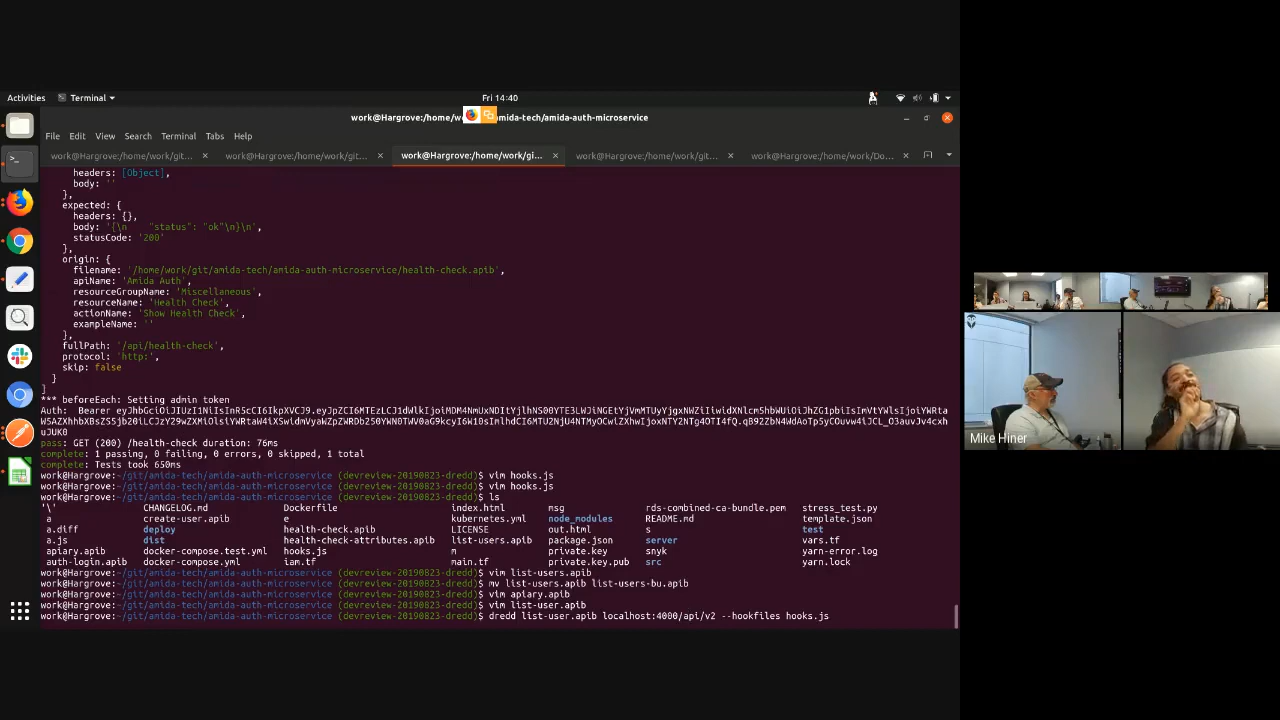 Activities Terminal Fri 14:40
work@Hargrove:/home/w amida-tech/amida-auth-microservice
File Edit View Search Terminal Tabs Help
work@Hargrove:/home/work/git... work@Hargrove:/home/work/git... work@Hargrove:/home/work/gi... work@Hargrove:/home/work/git... work@Hargrove:/home/work/Do...
headers: [Object],
body: ''
},
expected: {
headers: {},
body: '{\n    "status": "ok"\n}\n',
statusCode: '200'
},
origin: {
filename: '/home/work/git/amida-tech/amida-auth-microservice/health-check.apib',
apiName: 'Amida Auth',
resourceGroupName: 'Miscellaneous',
resourceName: 'Health Check',
actionName: 'Show Health Check',
exampleName: ''
},
fullPath: '/api/health-check',
protocol: 'http:',
skip: false
}
]
*** beforeEach: Setting admin token
Auth:  Bearer
pass: GET (200) /health-check duration: 76ms
complete: 1 passing, 0 failing, 0 errors, 0 skipped, 1 total
complete: Tests took 650ms
work@Hargrove:~/git/amida-tech/amida-auth-microservice (devreview-20190823-dredd)$ vim hooks.js
work@Hargrove:~/git/amida-tech/amida-auth-microservice (devreview-20190823-dredd)$ vim hooks.js
work@Hargrove:~/git/amida-tech/amida-auth-microservice (devreview-20190823-dredd)$ ls
'\' CHANGELOG.md Dockerfile index.html msg rds-combined-ca-bundle.pem stress_test.py
a create-user.apib e kubernetes.yml node_modules README.md template.json
a.diff deploy health-check.apib LICENSE out.html s test
a.js dist health-check-attributes.apib list-users.apib package.json server vars.tf
apiary.apib docker-compose.test.yml hooks.js m private.key snyk yarn-error.log
auth-login.apib docker-compose.yml iam.tf main.tf private.key.pub src yarn.lock
work@Hargrove:~/git/amida-tech/amida-auth-microservice (devreview-20190823-dredd)$ vim list-users.apib
work@Hargrove:~/git/amida-tech/amida-auth-microservice (devreview-20190823-dredd)$ mv list-users.apib list-users-bu.apib
work@Hargrove:~/git/amida-tech/amida-auth-microservice (devreview-20190823-dredd)$ vim apiary.apib
work@Hargrove:~/git/amida-tech/amida-auth-microservice (devreview-20190823-dredd)$ vim list-user.apib
work@Hargrove:~/git/amida-tech/amida-auth-microservice (devreview-20190823-dredd)$ dredd list-user.apib localhost:4000/api/v2 --hookfiles hooks.js
Mike Hiner